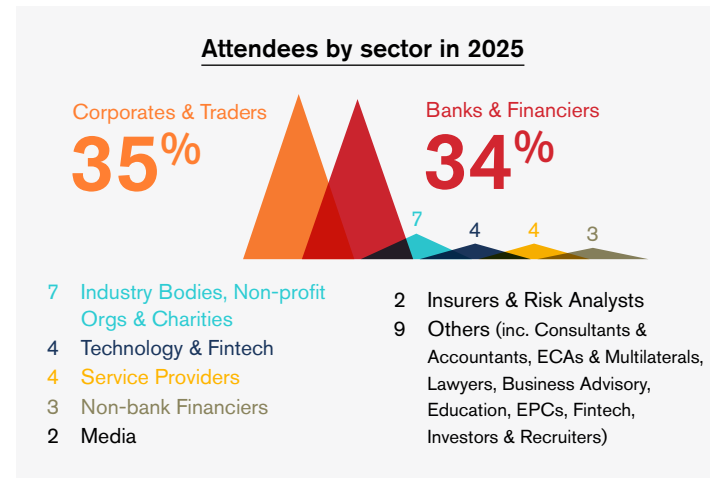 Attendees by sector in 2025
Corporates & Traders
35%
Banks & Financiers
34%
7
4
4
3
7 Industry Bodies, Non-profit
Orgs & Charities
4 Technology & Fintech
4 Service Providers
3 Non-bank Financiers
2 Media
2 Insurers & Risk Analysts
9 Others (inc. Consultants &
Accountants, ECAs & Multilaterals,
Lawyers, Business Advisory,
Education, EPCs, Fintech,
Investors & Recruiters)